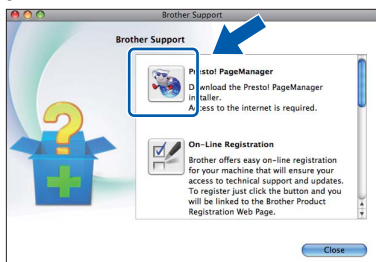 Brother Support
Brother Support
Presto! PageManager
Download the Presto! PageManager
installer.
Access to the internet is required.
On-Line Registration
Brother offers easy on-line registration
for your machine that will ensure your
access to technical support and updates.
To register just click the button and you
will be linked to the Brother Product
Registration Web Page.
Close